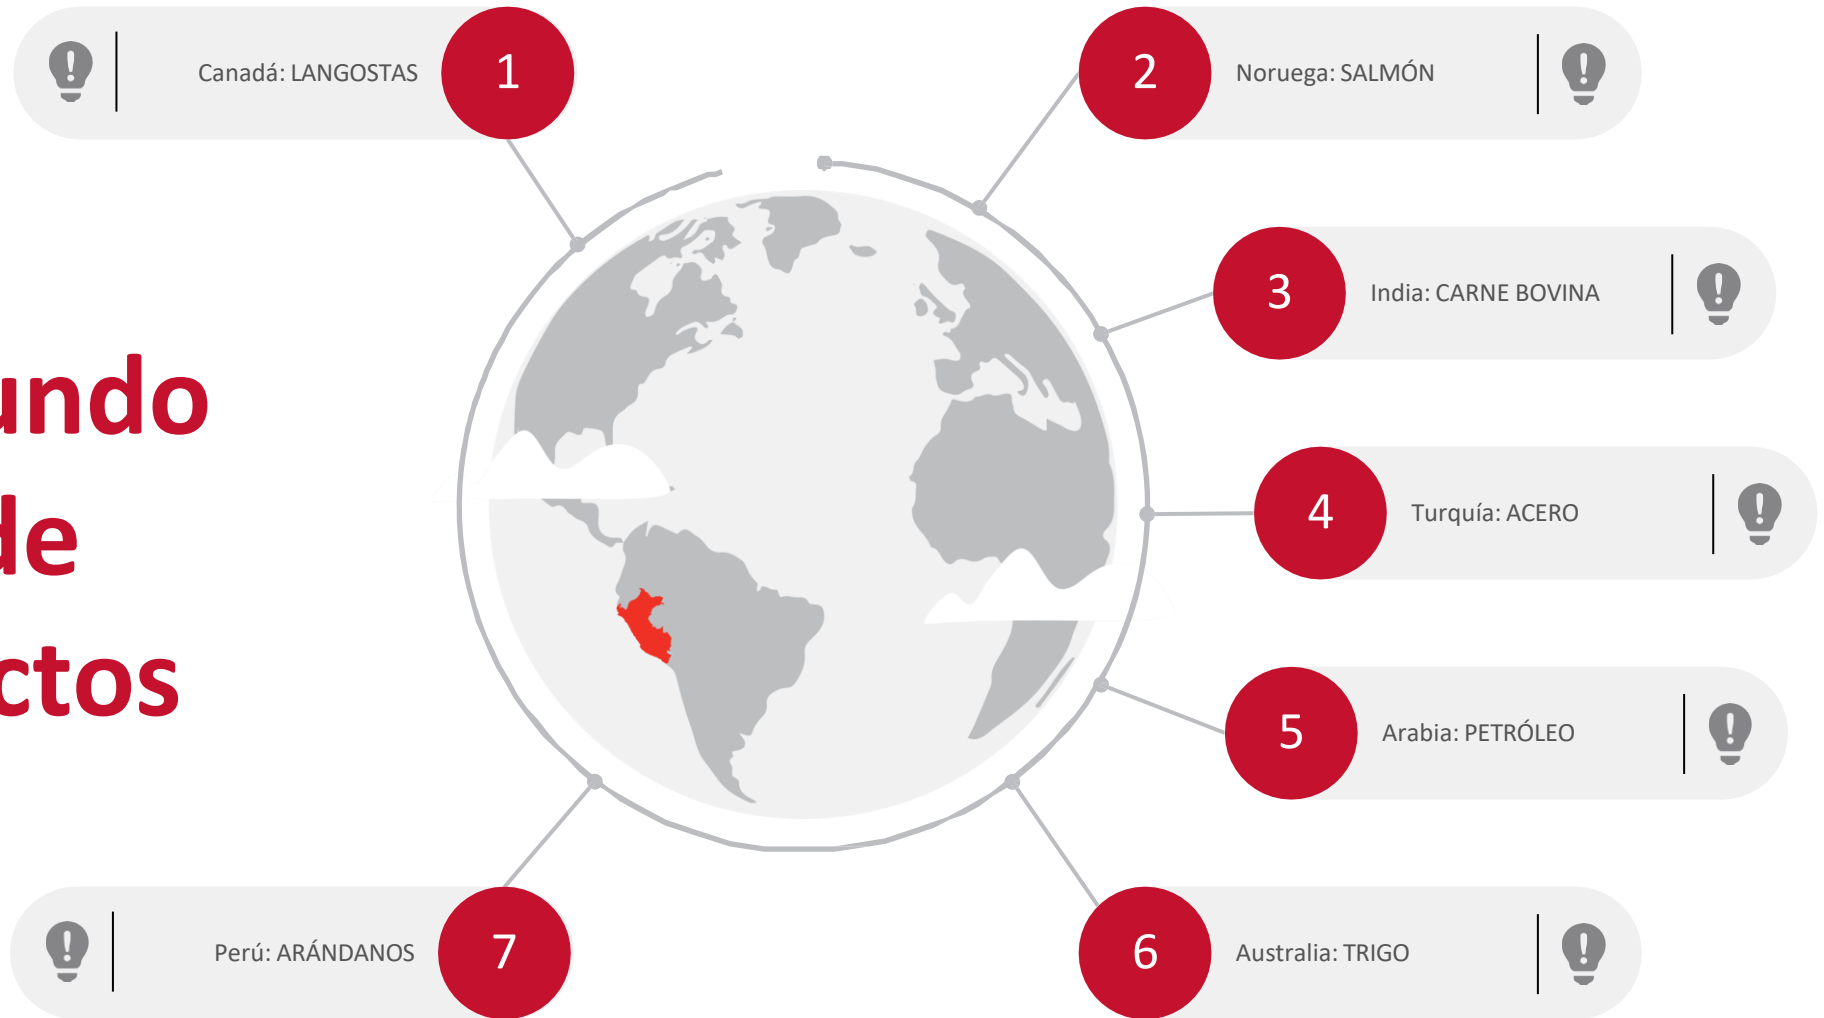 1
Canadá: LANGOSTAS
2
Noruega: SALMÓN
3
India: CARNE BOVINA
undo
de
ctos
4
Turquía: ACERO
5
Arabia: PETRÓLEO
7
Perú: ARÁNDANOS
6
Australia: TRIGO